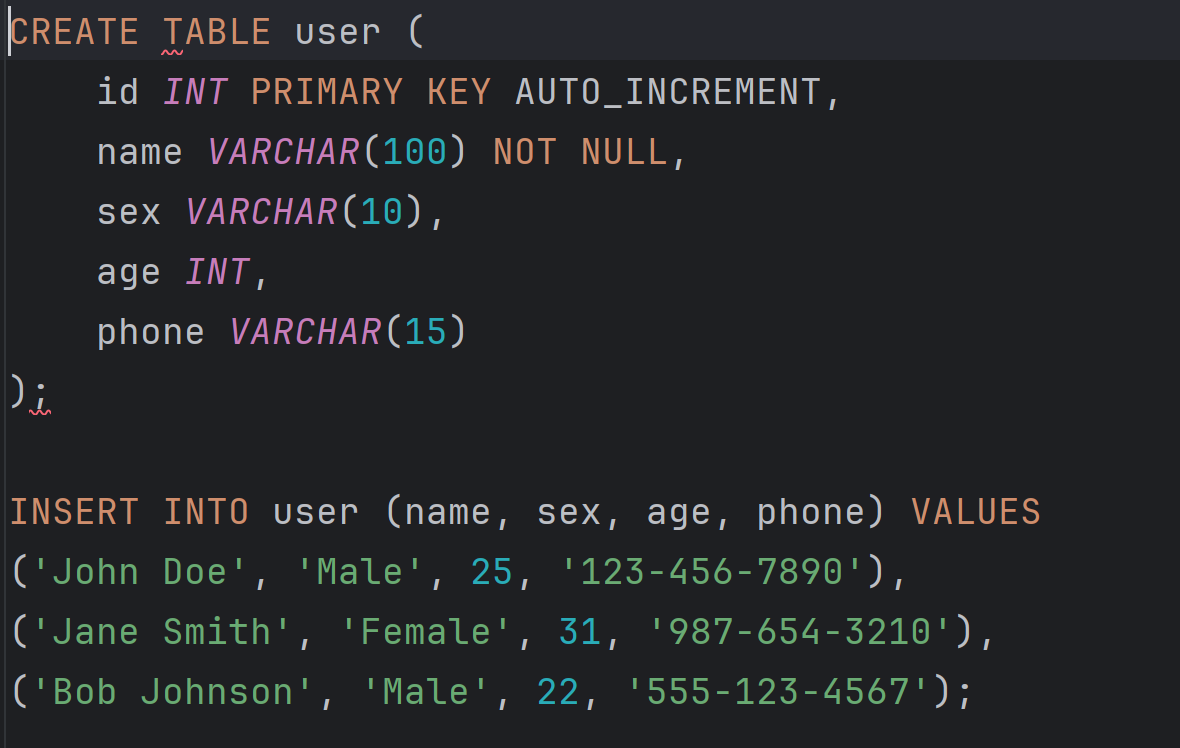 CREATE TABLE user (
    id INT PRIMARY KEY AUTO_INCREMENT,
    name VARCHAR(100) NOT NULL,
    sex VARCHAR(10),
    age INT,
    phone VARCHAR(15)
);

INSERT INTO user (name, sex, age, phone) VALUES
('John Doe', 'Male', 25, '123-456-7890'),
('Jane Smith', 'Female', 31, '987-654-3210'),
('Bob Johnson', 'Male', 22, '555-123-4567');